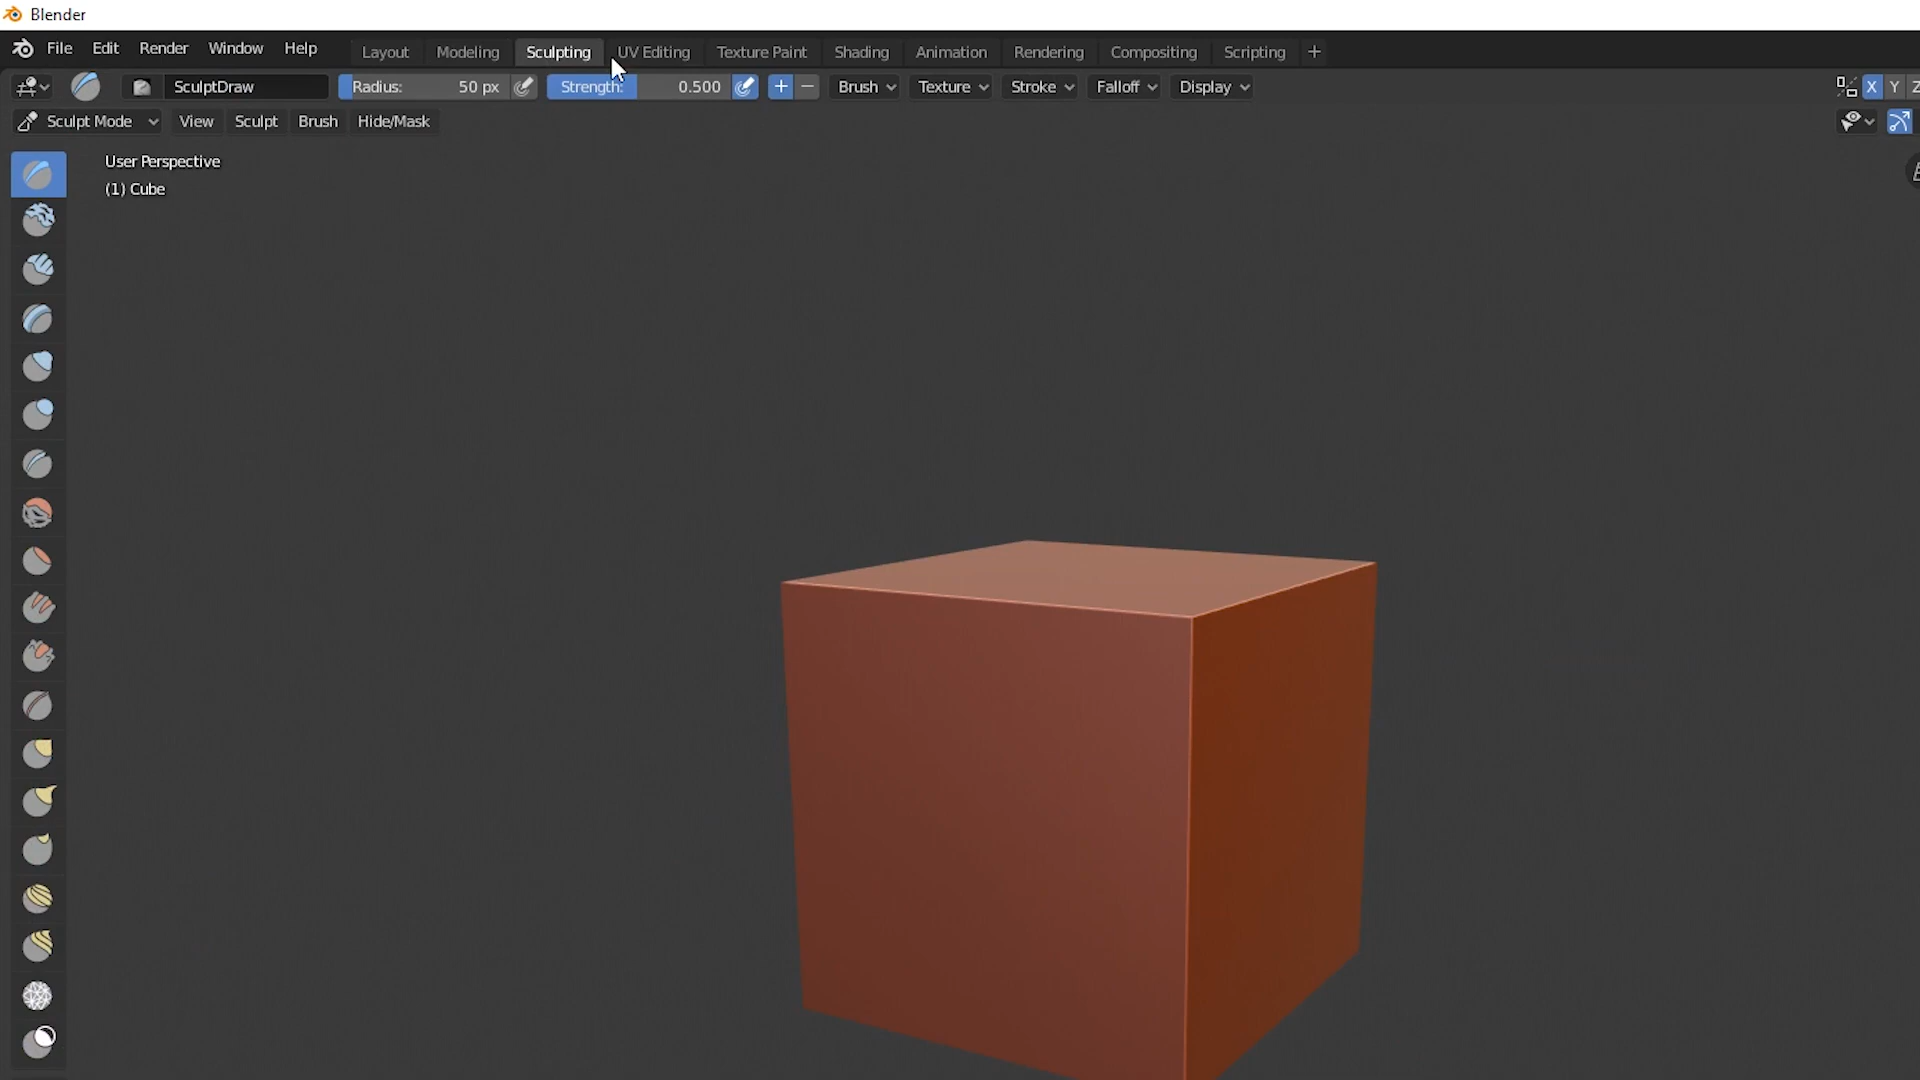 Blender
File Edit Render Window Help Layout Modeling Sculpting UV Editing Texture Paint Shading Animation Rendering Compositing Scripting +
SculptDraw Radius: 50 px Strength: 0.500 + − Brush Texture Stroke Falloff Display X Y Z
Sculpt Mode View Sculpt Brush Hide/Mask
User Perspective
(1) Cube